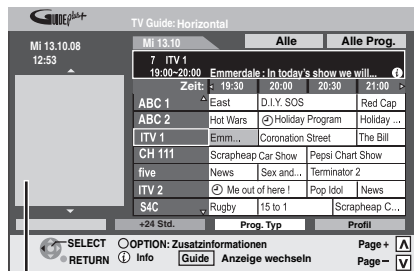 GUIDE plus+
TV Guide: Horizontal
Mi 13.10.08
12:53
Mi 13.10 Alle Alle Prog.
7 ITV 1
19:00~20:00 Emmerdale : In today's show we will... i
Zeit: 19:30 20:00 20:30 21:00
ABC 1 East D.I.Y. SOS Red Cap
ABC 2 Hot Wars Holiday Program Holiday ...
ITV 1 Emm... Coronation Street The Bill
CH 111 Scrapheap Car Show Pepsi Chart Show
five News Sex and... Terminator 2
ITV 2 Me out of here ! Pop Idol News
S4C Rugby 15 to 1 Scrapheap C...
+24 Std. Prog. Typ Profil
SELECT OPTION: Zusatzinformationen Page+ ∧
RETURN i Info Guide Anzeige wechseln Page– ∨